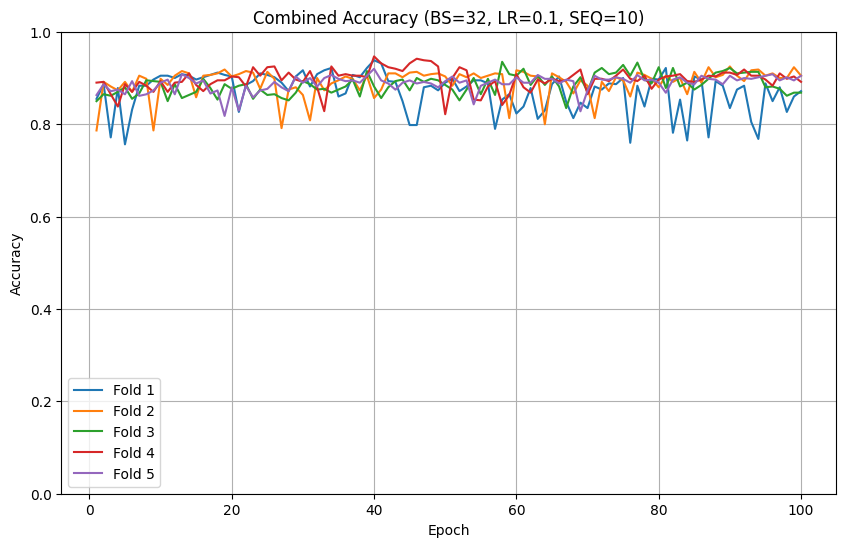 Combined Accuracy (BS=32, LR=0.1, SEQ=10)
1.0
0.8
0.6
0.4
0.2
0.0
Accuracy
Fold 1
Fold 2
Fold 3
Fold 4
Fold 5
0
20
40
60
80
100
Epoch